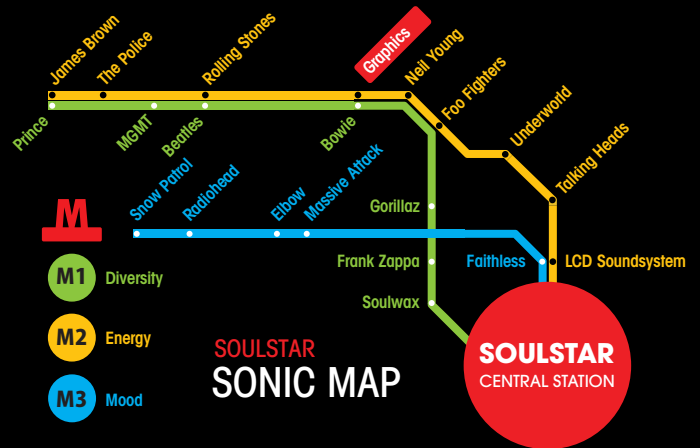 James Brown
The Police
Rolling Stones
Graphics
Neil Young
Foo Fighters
Underworld
Talking Heads
LCD Soundsystem
Prince
MGMT
Beatles
Bowie
Gorillaz
Frank Zappa
Soulwax
Snow Patrol
Radiohead
Elbow
Massive Attack
Faithless
M
M1 Diversity
M2 Energy
M3 Mood
SOULSTAR
SONIC MAP
SOULSTAR
CENTRAL STATION